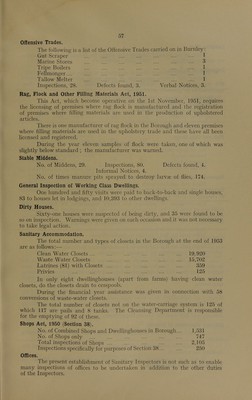 37
Offensive Trades.
The following is a list of the Offensive Trades carried on in Burnley:
Gut Scraper ... 1
Marine Stores ... 3
Tripe Boilers ... 1
Fellmonger ... 1
Tallow Melter ... 1
Inspections, 29. Defects found, 3. Verbal Notices, 3.
Rag, Flock and Other Filling Materials Act, 1951.
This Act, which became operative on the 1st November, 1951, requires
the licensing of premises where rag flock is manufactured and the registration
of premises where filling materials are used in the production of upholstered
articles.
There is one manufacturer of rag flock in the Borough and eleven premises
where filling materials are used in the upholstery trade and these have all been
licensed and registered.
During the year eleven samples of flock were taken, one of which was
slightly below standard; the manufacturer was warned.
Stable Middens.
No. of Middens, 29. Inspections, 60. Defects found, 4.
Informal Notices, 4.
No. of times manure pits sprayed to destroy larvae of flies, 174.
General Inspection of Working Class Dwellings.
One hundred and fifty visits were paid to back-to-back and single houses,
63 to houses let in lodgings, and 10,303 to other dwellings.
Dirty Houses.
Sixty-one houses were suspected of being dirty, and 35 were found to be
so on inspection. Warnings were given on each occasion and it was not necessary
to take legal action.
Sanitary Accommodation.
The total number and types of closets in the Borough at the end of 1953
are as follows:—
Clean Water Closets ... 19,920
Waste Water Closets ... 15,702
Latrines (81) with Closets ... 359
Privies ... 125
In only eight dwellinghouses (apart from farms) having clean water
closets, do the closets drain to cesspools.
During the financial year assistance was given in connection with 58
conversions of waste-water closets.
The total number of closets not on the water-carriage system is 125 of
which 117 are pails and 8 tanks. The Cleansing Department is responsible
for the emptying of 92 of these.
Shops Act, 1950 (Section 38).
No. of Combined Shops and Dwellinghouses in Borough ... 1,331
No. of Shops only ... 747
Total inspections of Shops ... 2,105
Inspections specifically for purposes of Section 38 ... 250
Offices.
The present establishment of Sanitary Inspectors is not such as to enable
many inspections of offices to be undertaken in addition to the other duties
of the Inspectors.